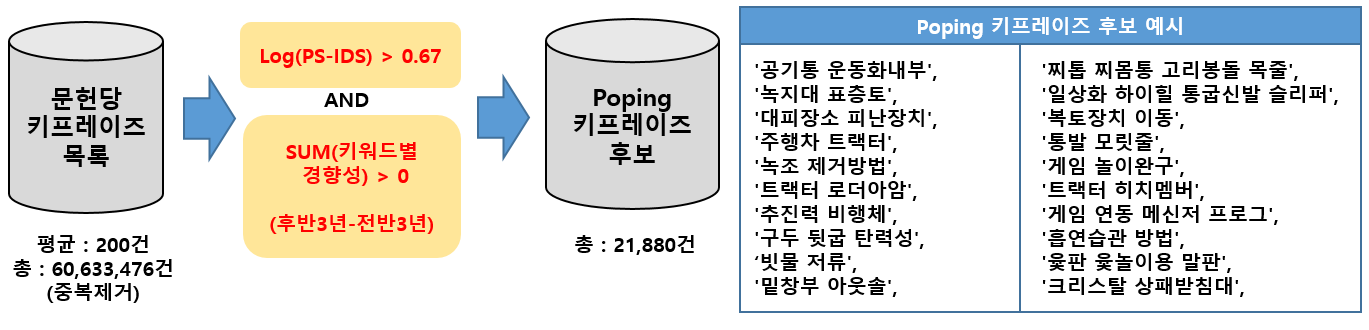 문헌당
키프레이즈
목록
평균 : 200건
총 : 60,633,476건
(중복제거)
Log(PS-IDS) > 0.67
AND
SUM(키워드별
경향성) > 0
(후반3년-전반3년)
Poping
키프레이즈
후보
총 : 21,880건
Poping 키프레이즈 후보 예시
'공기통 운동화내부',
'녹지대 표층토',
'대피장소 피난장치',
'주행차 트랙터',
'녹조 제거방법',
'트랙터 로더아암',
'추진력 비행체',
'구두 뒷굽 탄력성',
‘빗물 저류',
'밑창부 아웃솔',
'찌톱 찌몸통 고리봉돌 목줄',
'일상화 하이힐 통굽신발 슬리퍼',
'복토장치 이동',
'통발 모릿줄',
'게임 놀이완구',
'트랙터 히치멤버',
'게임 연동 메신저 프로그',
'흡연습관 방법',
'윷판 윷놀이용 말판',
'크리스탈 상패받침대',